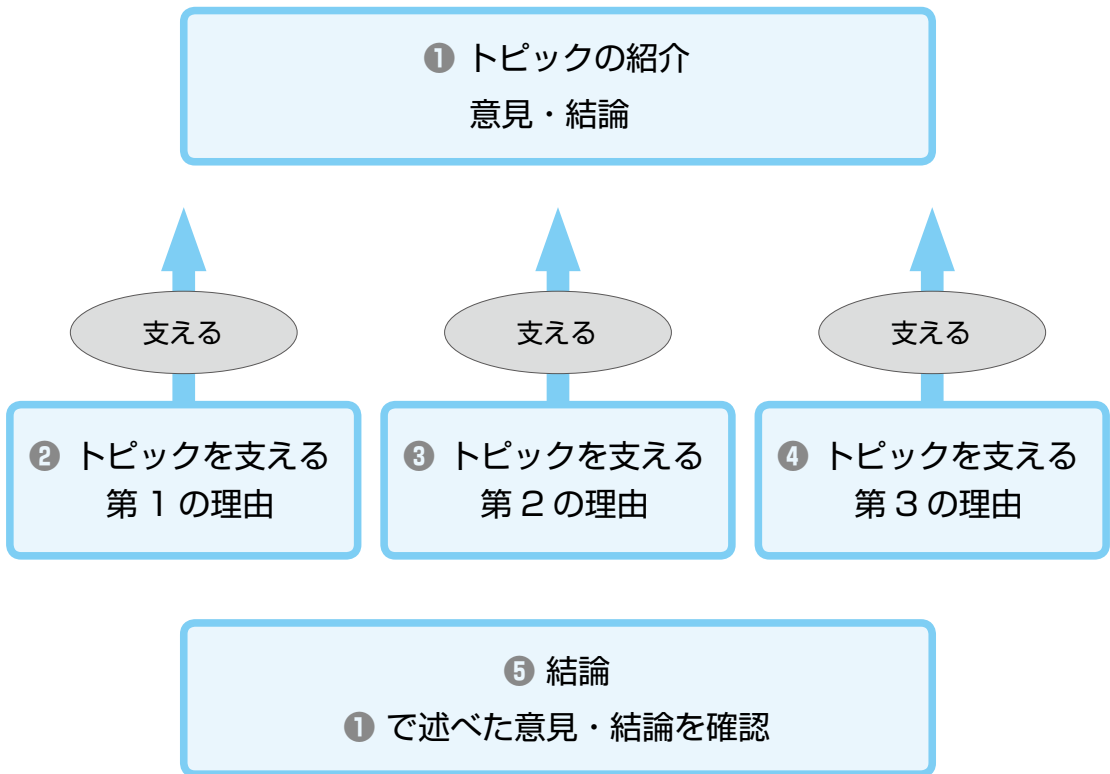 ❶ トピックの紹介
意見・結論
支える
支える
支える
❷ トピックを支える
第 1 の理由
❸ トピックを支える
第 2 の理由
❹ トピックを支える
第 3 の理由
❺ 結論
❶ で述べた意見・結論を確認